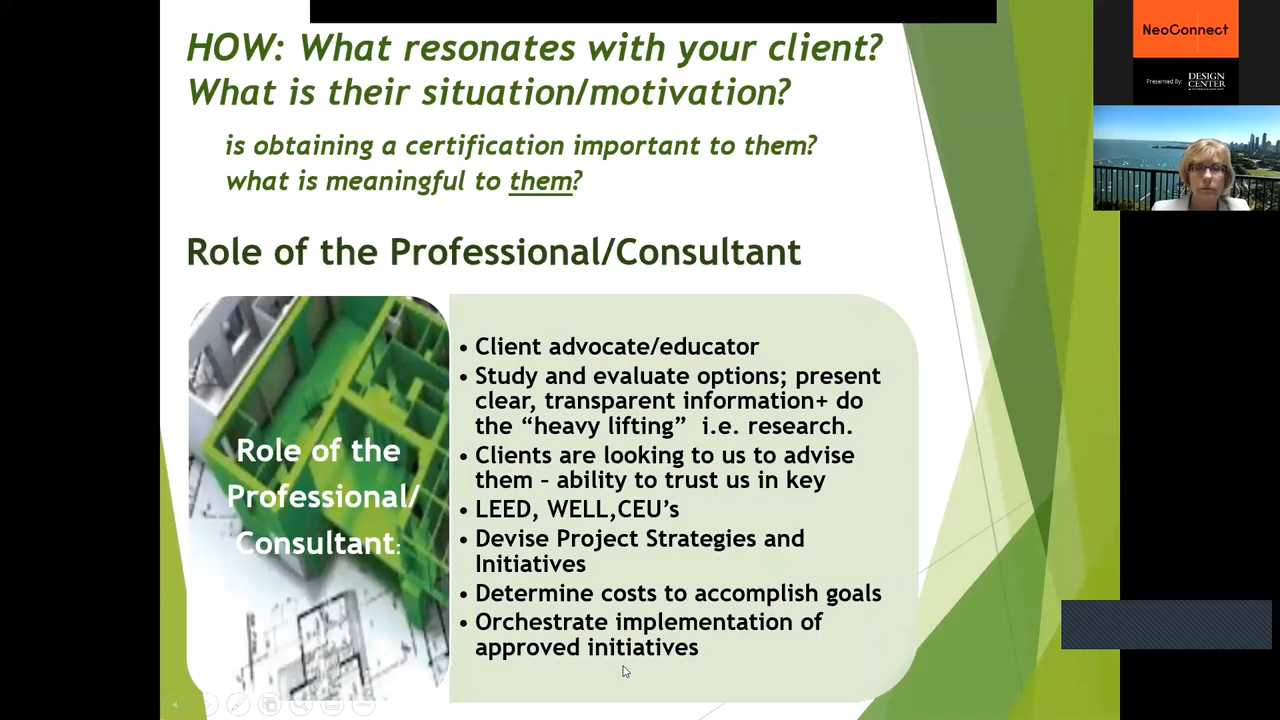 HOW: What resonates with your client?
What is their situation/motivation?
is obtaining a certification important to them?
what is meaningful to them?
Role of the Professional/Consultant
Role of the
Professional/
Consultant:
• Client advocate/educator
• Study and evaluate options; present
clear, transparent information+ do
the “heavy lifting” i.e. research.
• Clients are looking to us to advise
them – ability to trust us in key
• LEED, WELL,CEU’s
• Devise Project Strategies and
Initiatives
• Determine costs to accomplish goals
• Orchestrate implementation of
approved initiatives
NeoConnect
Presented By:
DESIGN
CENTER